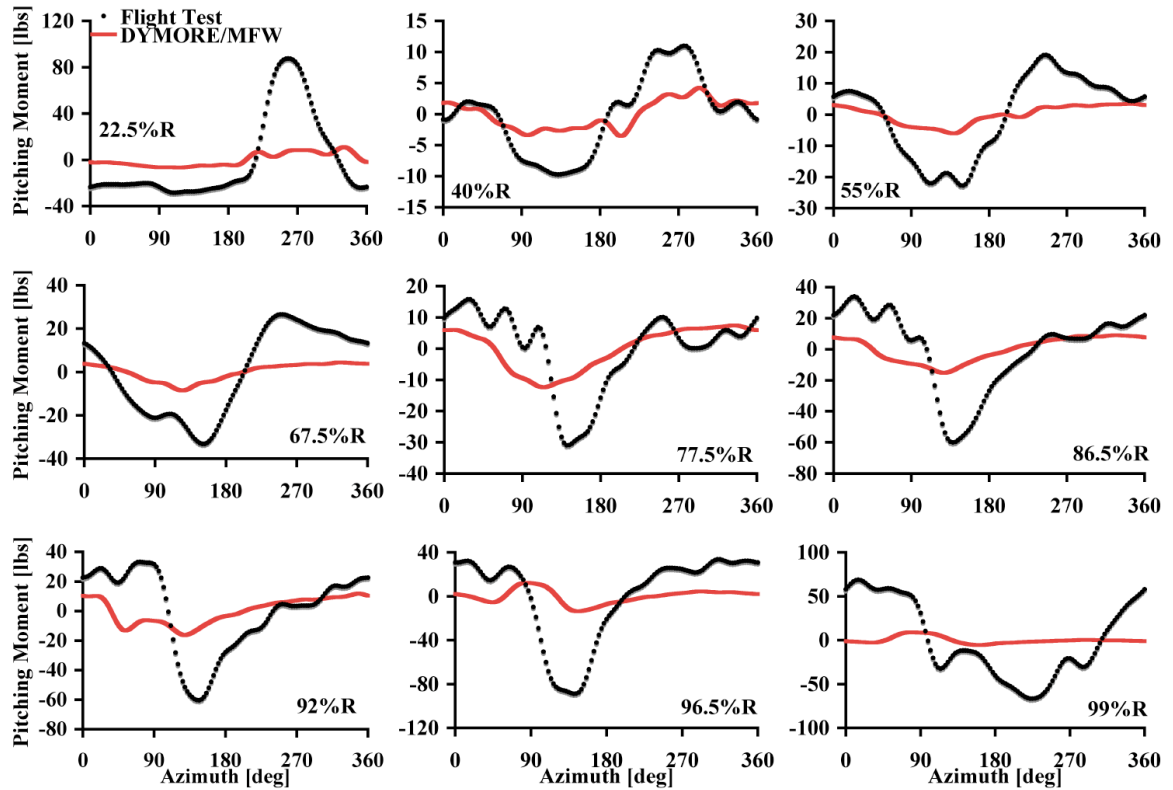 Flight Test
DYMORE/MFW
Pitching Moment [lbs]
120
80
40
0
-40
22.5%R
0 90 180 270 360
15
10
5
0
-5
-10
-15
40%R
0 90 180 270 360
30
20
10
0
-10
-20
-30
55%R
0 90 180 270 360
Pitching Moment [lbs]
40
20
0
-20
-40
67.5%R
0 90 180 270 360
20
10
0
-10
-20
-30
-40
77.5%R
0 90 180 270 360
40
20
0
-20
-40
-60
-80
86.5%R
0 90 180 270 360
Pitching Moment [lbs]
40
20
0
-20
-40
-60
-80
92%R
0 90 180 270 360
Azimuth [deg]
80
40
0
-40
-80
-120
96.5%R
0 90 180 270 360
Azimuth [deg]
100
50
0
-50
-100
99%R
0 90 180 270 360
Azimuth [deg]